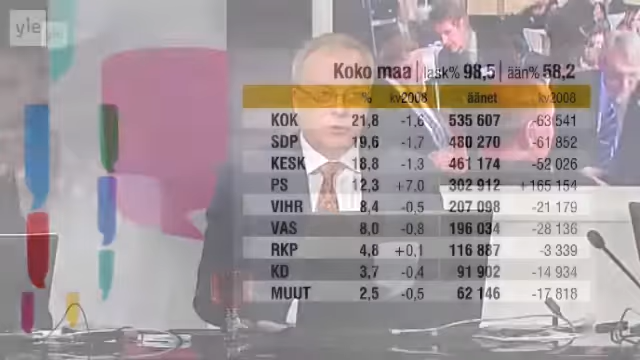 yle
Koko maa | lask% 98,5 | ään% 58,2
% kv2008 äänet kv2008
KOK 21,8 -1,6 535 607 -63 541
SDP 19,6 -1,7 480 270 -61 852
KESK 18,8 -1,3 461 174 -52 026
PS 12,3 +7,0 302 912 +165 154
VIHR 8,4 -0,5 207 098 -21 179
VAS 8,0 -0,8 196 034 -28 136
RKP 4,8 +0,1 116 887 -3 339
KD 3,7 -0,4 91 902 -14 934
MUUT 2,5 -0,5 62 146 -17 818